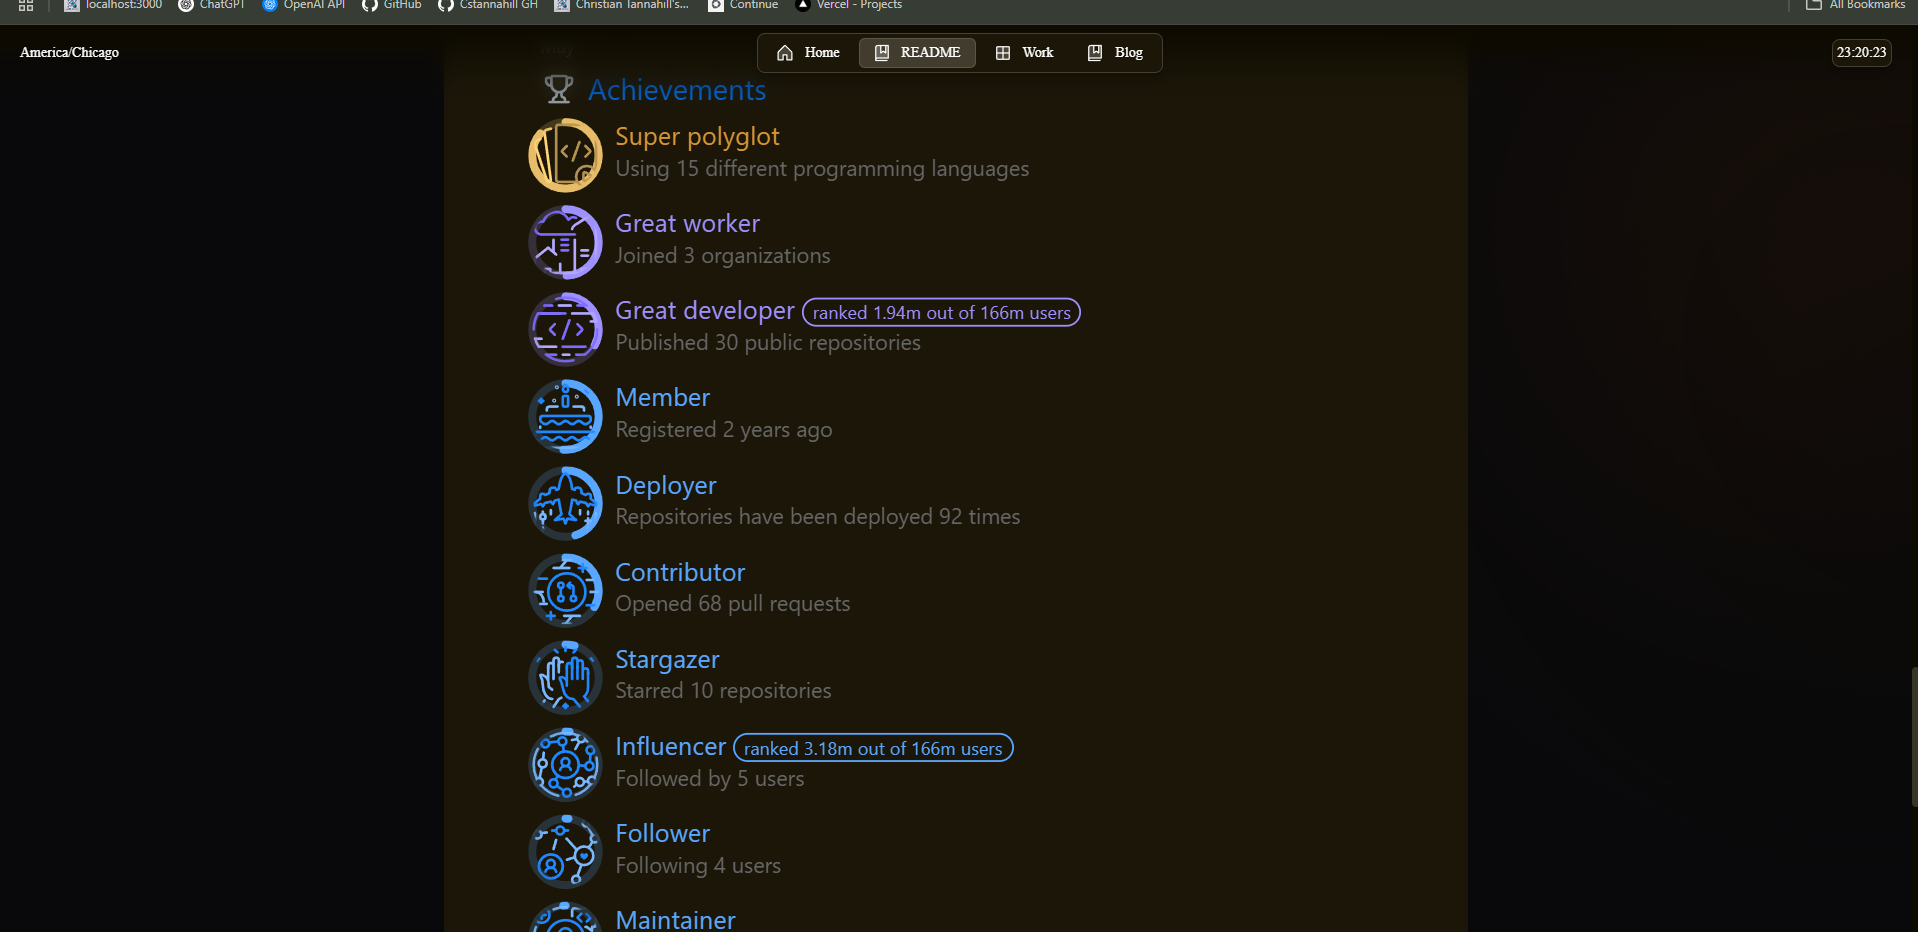 localhost:3000 ChatGPT OpenAI API GitHub Cstannahill GH Christian Tannahill's... Continue Vercel - Projects All Bookmarks
America/Chicago Home README Work Blog 23:20:23
Achievements
Super polyglot
Using 15 different programming languages
Great worker
Joined 3 organizations
Great developer ranked 1.94m out of 166m users
Published 30 public repositories
Member
Registered 2 years ago
Deployer
Repositories have been deployed 92 times
Contributor
Opened 68 pull requests
Stargazer
Starred 10 repositories
Influencer ranked 3.18m out of 166m users
Followed by 5 users
Follower
Following 4 users
Maintainer